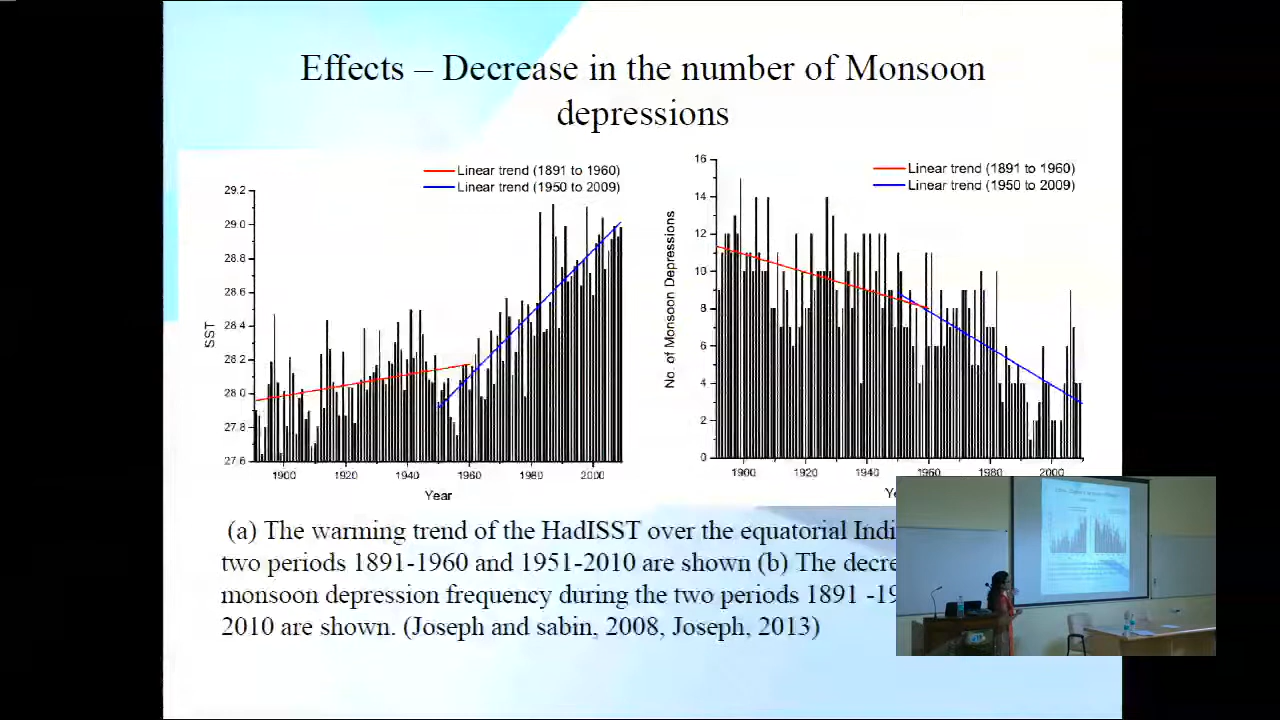 Effects – Decrease in the number of Monsoon
depressions
Linear trend (1891 to 1960)
Linear trend (1950 to 2009)
29.2
29.0
28.8
28.6
28.4
28.2
28.0
27.8
27.6
SST
1900
1920
1940
1960
1980
2000
Year
Linear trend (1891 to 1960)
Linear trend (1950 to 2009)
16
14
12
10
8
6
4
2
0
No. of Monsoon Depressions
1900
1920
1940
1960
1980
2000
(a) The warming trend of the HadISST over the equatorial
two periods 1891-1960 and 1951-2010 are shown (b) The
monsoon depression frequency during the two periods 1891
2010 are shown. (Joseph and sabin, 2008, Joseph, 2013)